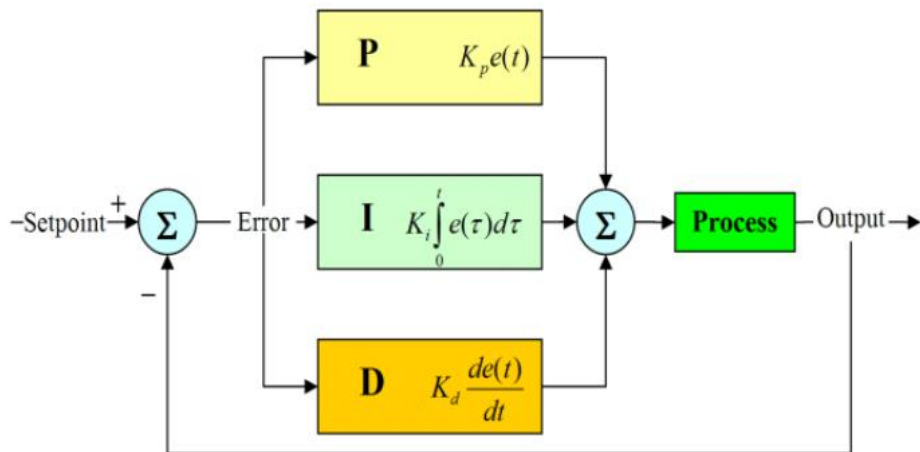 P K_p e(t)
–Setpoint + Σ Error I K_i ∫_0^t e(τ)dτ Σ Process Output
–
D K_d de(t)/dt